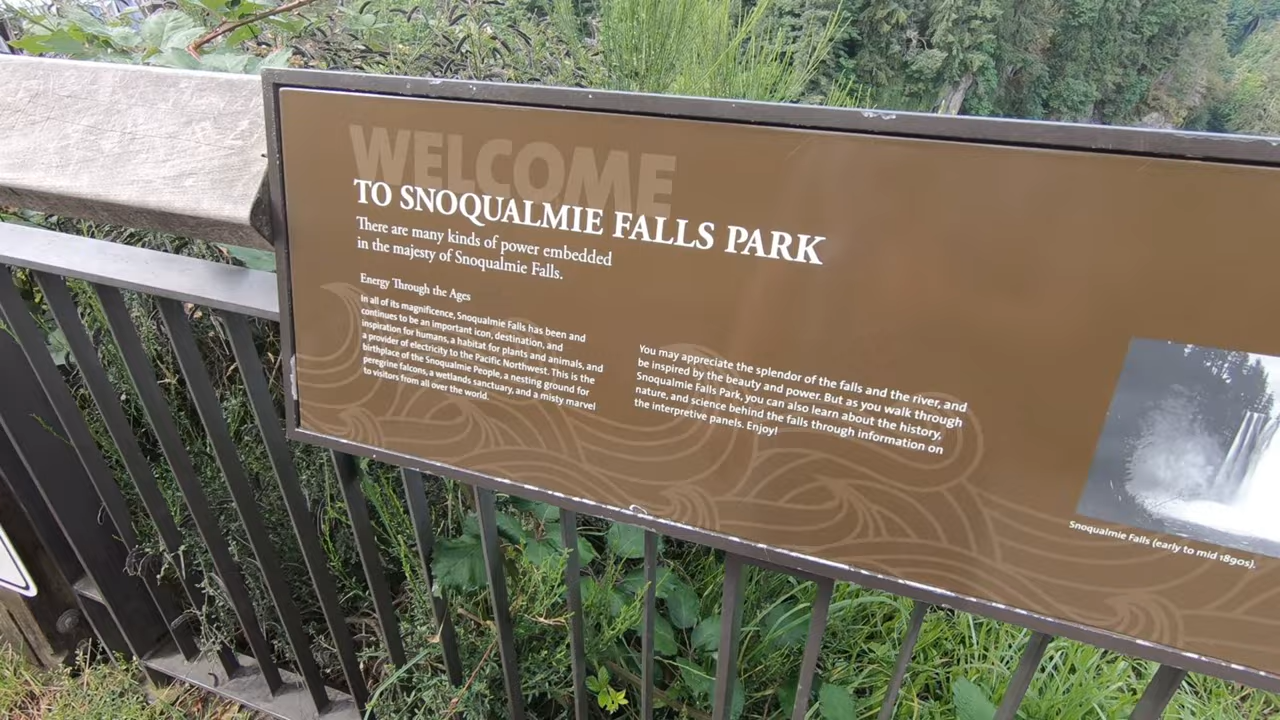 WELCOME
TO SNOQUALMIE FALLS PARK
There are many kinds of power embedded
in the majesty of Snoqualmie Falls.
Energy Through the Ages
In all of its magnificence, Snoqualmie Falls has been and
continues to be an important icon, destination, and
inspiration for humans, a habitat for plants and animals, and
a provider of electricity to the Pacific Northwest. This is the
birthplace of the Snoqualmie People, a nesting ground for
peregrine falcons, a wetlands sanctuary, and a misty marvel
to visitors from all over the world.
You may appreciate the splendor of the falls and the river, and
be inspired by the beauty and power. But as you walk through
Snoqualmie Falls Park, you can also learn about the history,
nature, and science behind the falls through information on
the interpretive panels. Enjoy!
Snoqualmie Falls (early to mid 1890s).